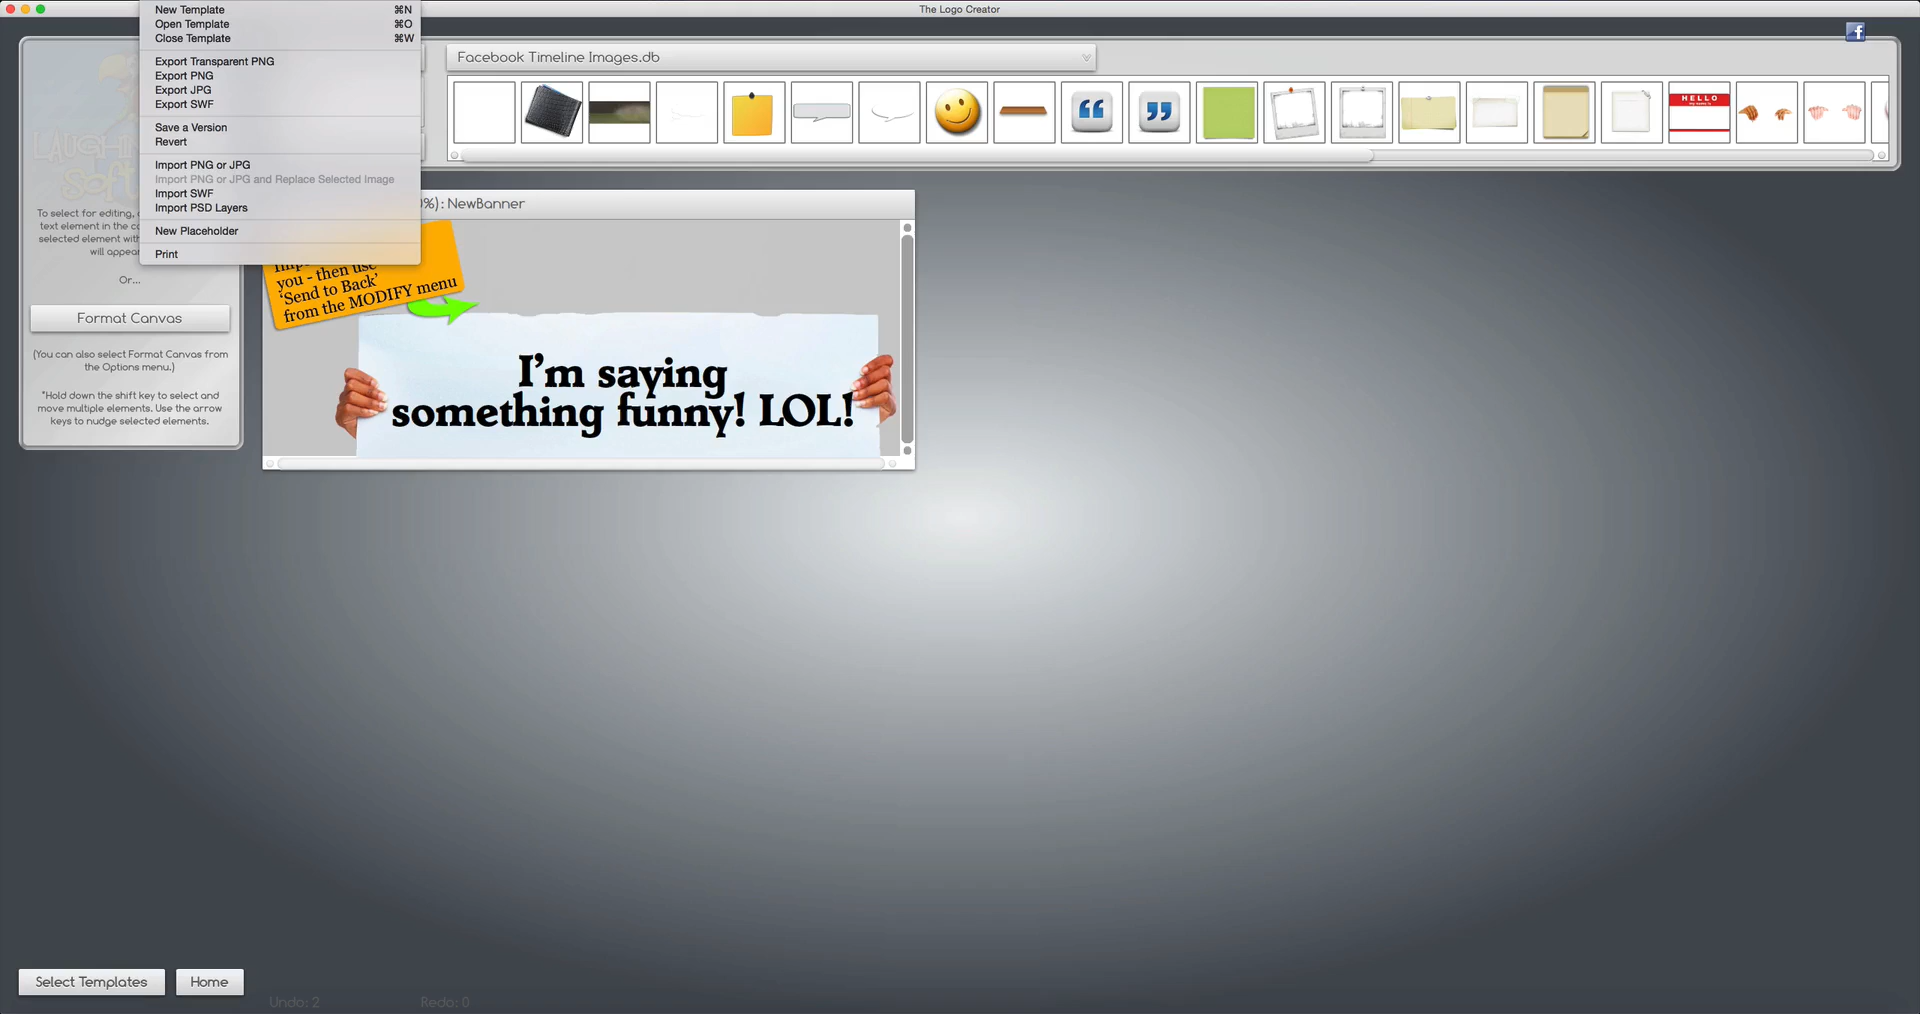 The Logo Creator
New Template ⌘N
Open Template ⌘O
Close Template ⌘W
Export Transparent PNG
Export PNG
Export JPG
Export SWF
Save a Version
Revert
Import PNG or JPG
Import PNG or JPG and Replace Selected Image
Import SWF
Import PSD Layers
New Placeholder
Print
Facebook Timeline Images.db
HELLO
my name is
f
To select for editing,
text element in the
selected element with
will appear
Or...
Format Canvas
(You can also select Format Canvas from
the Options menu.)
*Hold down the shift key to select and
move multiple elements. Use the arrow
keys to nudge selected elements.
%): NewBanner
you - then use
‘Send to Back’
from the MODIFY menu
I’m saying
something funny! LOL!
Select Templates
Home
Undo: 2
Redo: 0